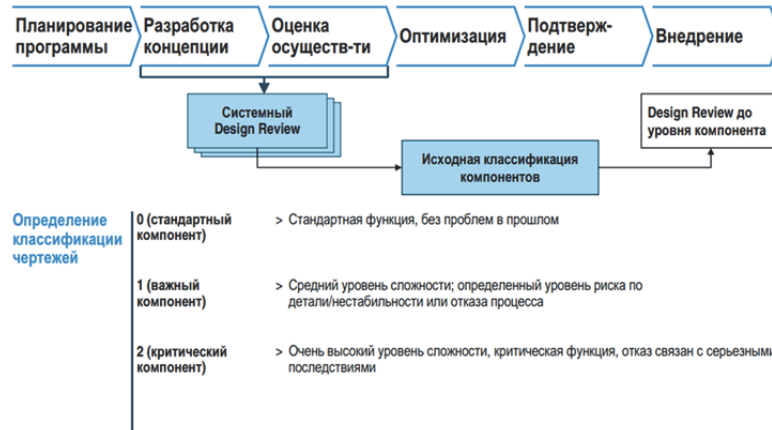 Планирование
программы
Разработка
концепции
Оценка
осуществ-ти
Оптимизация
Подтверж-
дение
Внедрение
Системный
Design Review
Исходная классификация
компонентов
Design Review до
уровня компонента
Определение
классификации
чертежей
0 (стандартный
компонент)
> Стандартная функция, без проблем в прошлом
1 (важный
компонент)
> Средний уровень сложности; определенный уровень риска по
детали/нестабильности или отказа процесса
2 (критический
компонент)
> Очень высокий уровень сложности, критическая функция, отказ связан с серьезными
последствиями